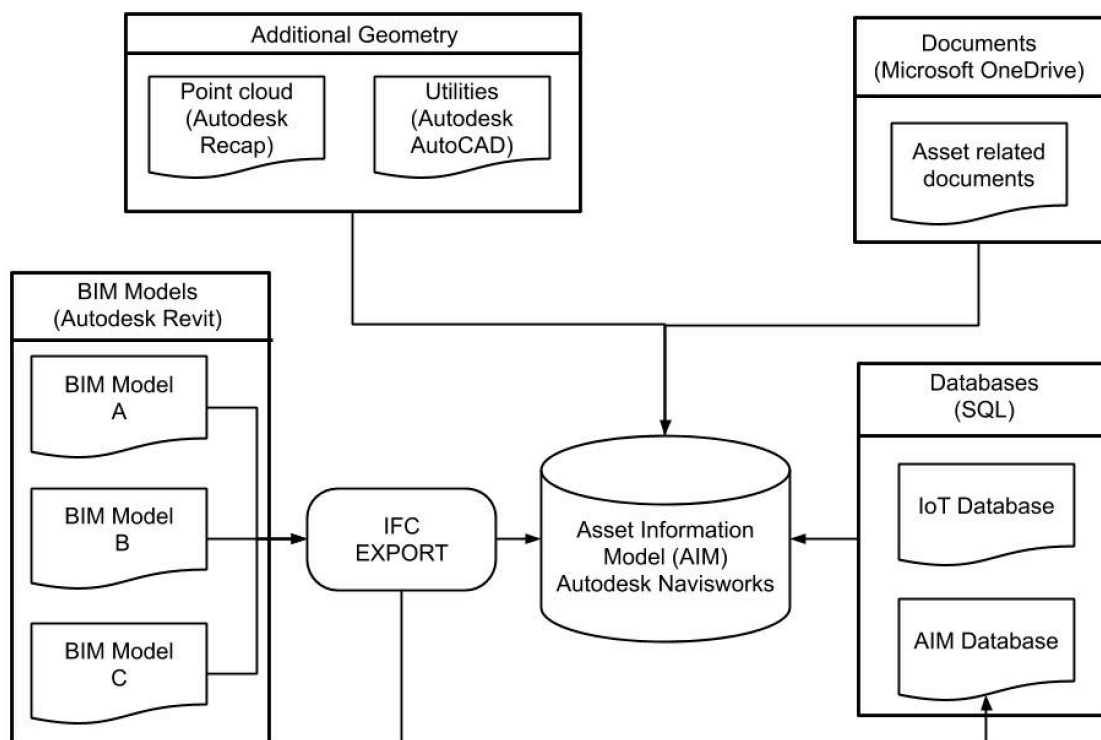 Additional Geometry
Point cloud
(Autodesk
Recap)
Utilities
(Autodesk
AutoCAD)
Documents
(Microsoft OneDrive)
Asset related
documents
BIM Models
(Autodesk Revit)
BIM Model
A
BIM Model
B
BIM Model
C
IFC
EXPORT
Asset Information
Model (AIM)
Autodesk Navisworks
Databases
(SQL)
IoT Database
AIM Database